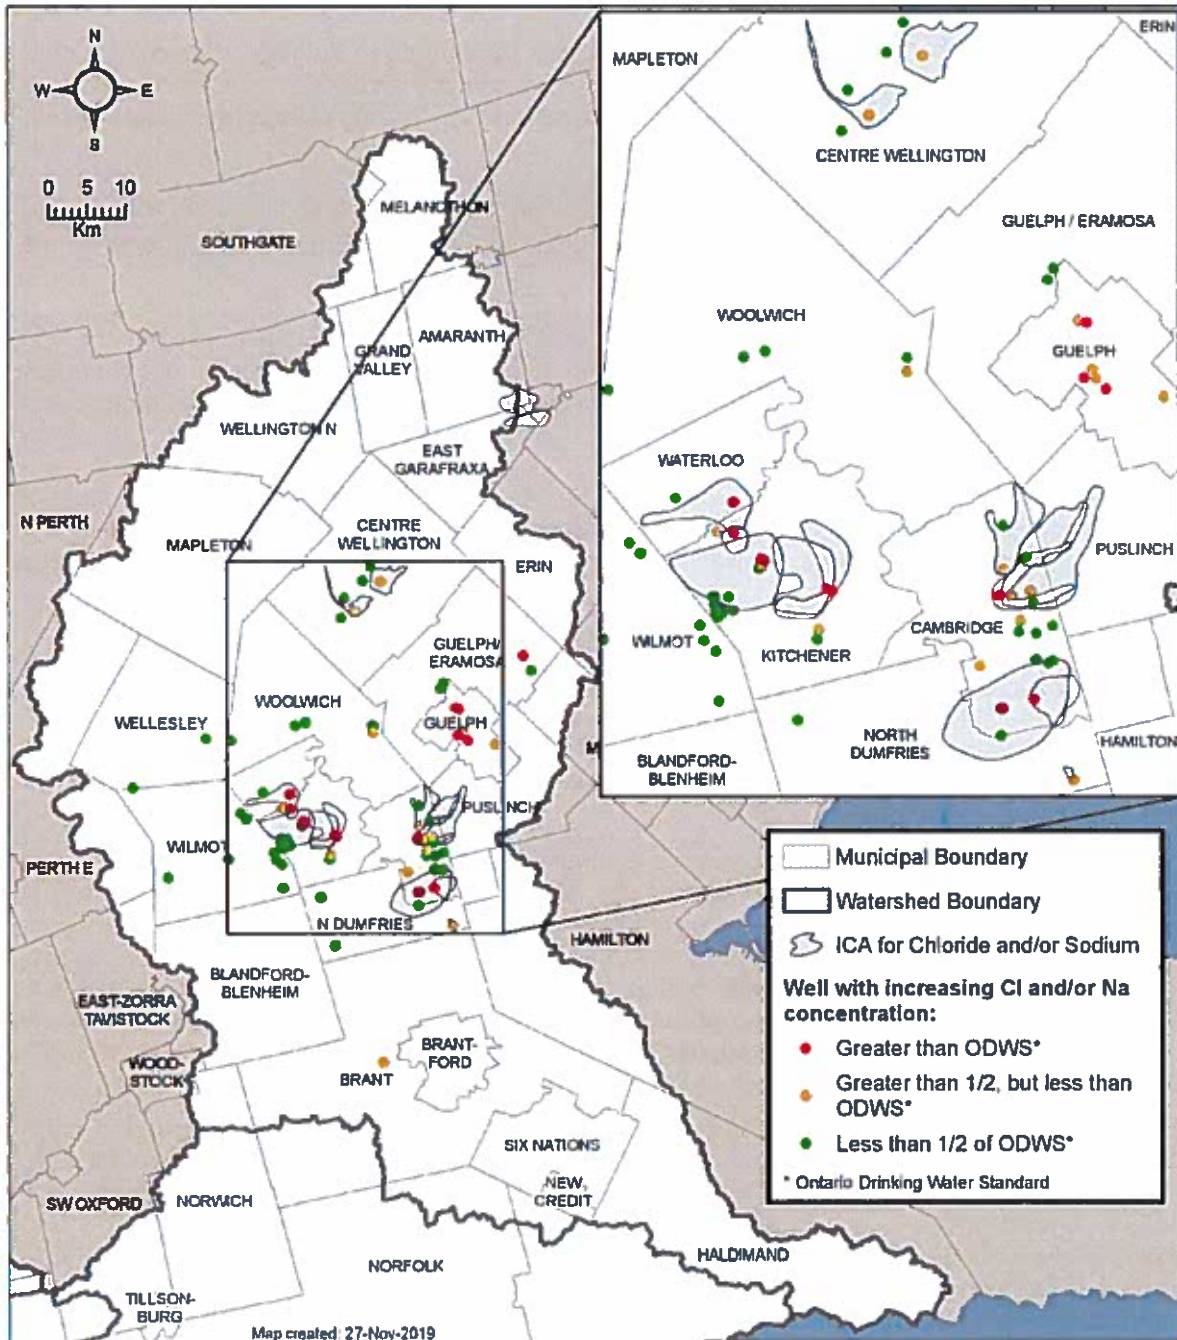 N
W
E
S
0 5 10
Km
MELANCTHON
SOUTHGATE
AMARANTH
GRAND
VALLEY
WELLINGTON N
EAST
GARAFRAXA
N PERTH
CENTRE
WELLINGTON
MAPLETON
ERIN
GUELPH/
ERAMOSA
WOOLWICH
WELLESLEY
GUELPH
M
PUSLINCH
WILMOT
PERTH E
N DUMFRIES
HAMILTON
BLANDFORD-
BLENHEIM
EAST-ZORRA
TAVISTOCK
BRANT-
FORD
WOOD-
STOCK
BRANT
SIX NATIONS
NEW
CREDIT
SW OXFORD
NORWICH
HALDIMAND
NORFOLK
TILLSON-
BURG
Map created: 27-Nov-2019
ERIN
MAPLETON
CENTRE WELLINGTON
GUELPH / ERAMOSA
WOOLWICH
GUELPH
WATERLOO
PUSLINCH
CAMBRIDGE
WILMOT
KITCHENER
NORTH
DUMFRIES
HAMILTON
BLANDFORD-
BLENHEIM
Municipal Boundary
Watershed Boundary
ICA for Chloride and/or Sodium
Well with increasing Cl and/or Na
concentration:
Greater than ODWS*
Greater than 1/2, but less than
ODWS*
Less than 1/2 of ODWS*
* Ontario Drinking Water Standard